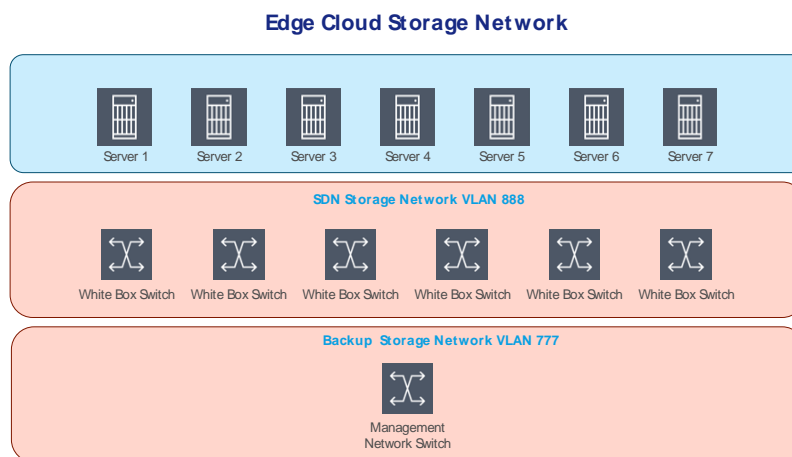 Edge Cloud Storage Network
Server 1 Server 2 Server 3 Server 4 Server 5 Server 6 Server 7
SDN Storage Network VLAN 888
White Box Switch White Box Switch White Box Switch White Box Switch White Box Switch White Box Switch
Backup Storage Network VLAN 777
Management
Network Switch